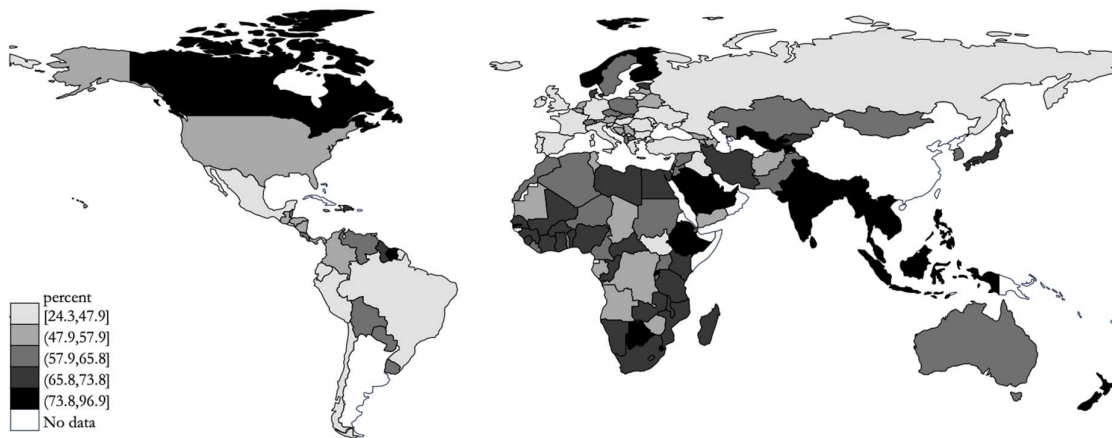 percent
[24.3,47.9]
(47.9,57.9]
(57.9,65.8]
(65.8,73.8]
(73.8,96.9]
No data